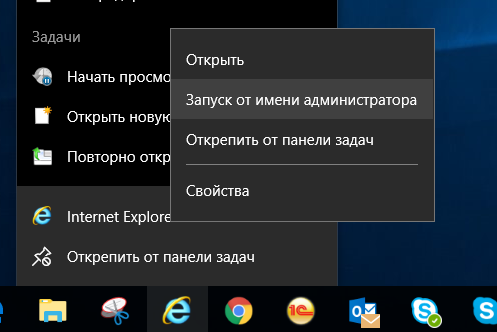 Задачи
Начать просмо
Открыть новую
Повторно откр
Internet Explore
Открепить от панели задач
Открыть
Запуск от имени администратора
Открепить от панели задач
Свойства
1С